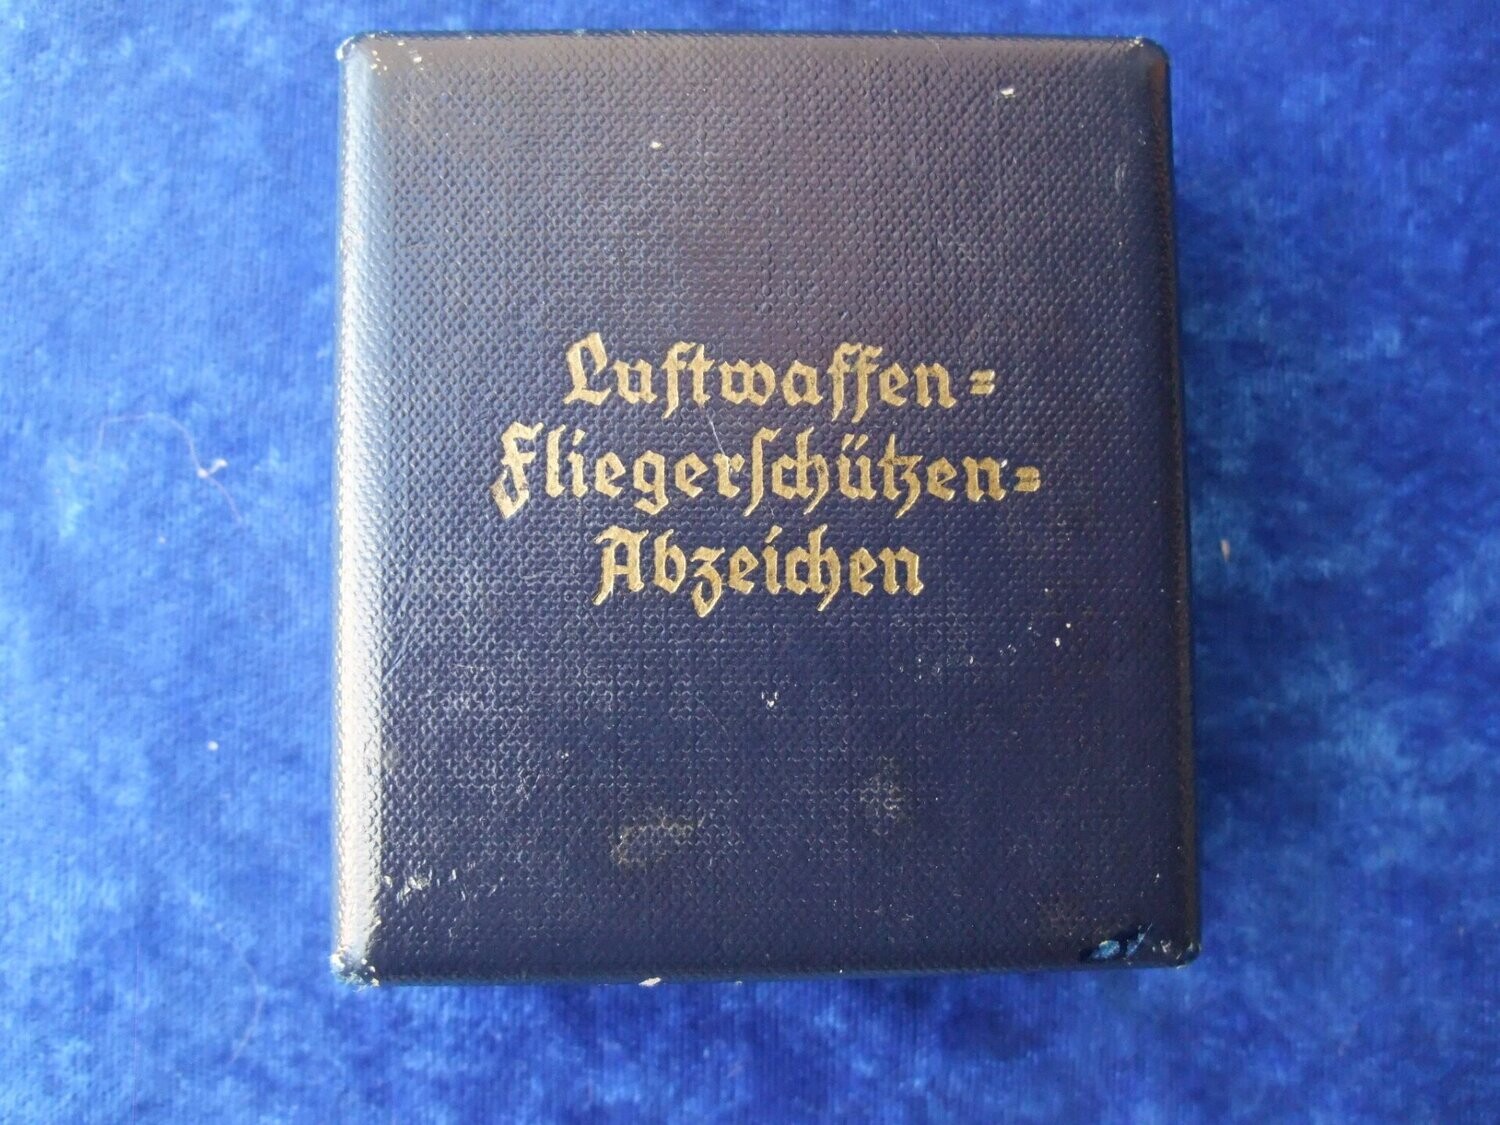 Luftwaffen=
Fliegerschützen=
Abzeichen